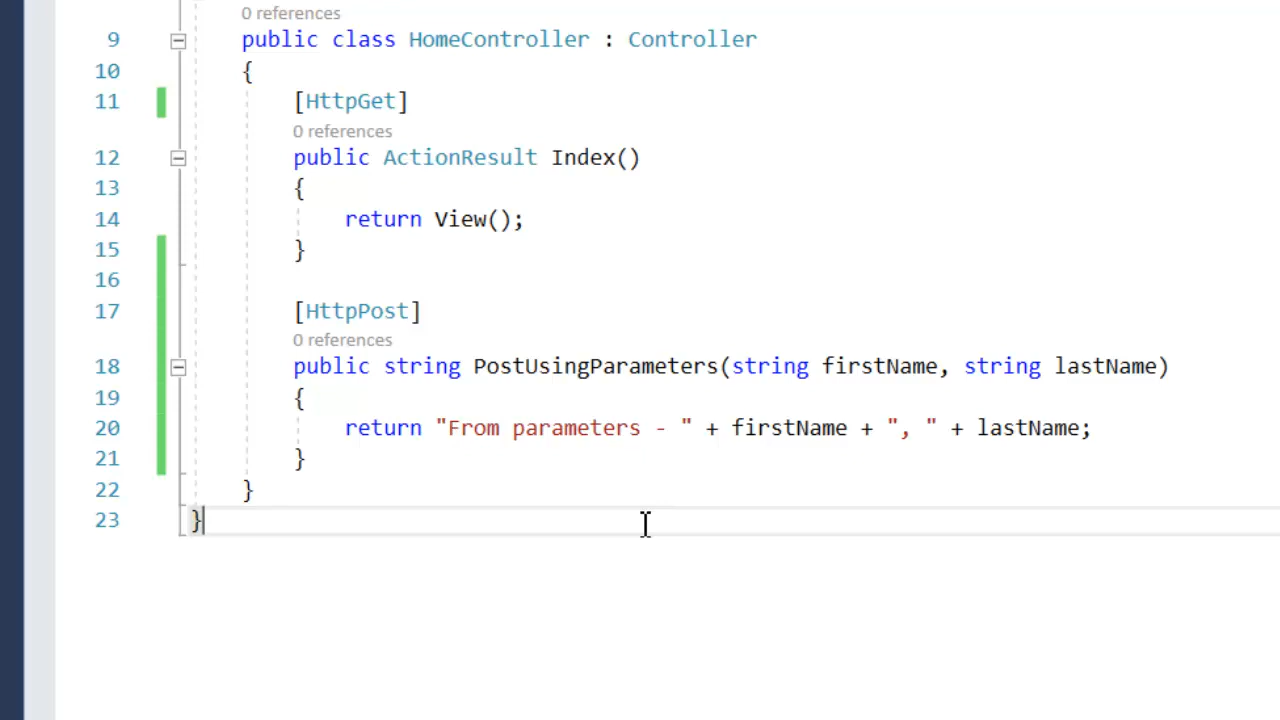 0 references
9 public class HomeController : Controller
10 {
11 [HttpGet]
0 references
12 public ActionResult Index()
13 {
14 return View();
15 }
16
17 [HttpPost]
0 references
18 public string PostUsingParameters(string firstName, string lastName)
19 {
20 return "From parameters - " + firstName + ", " + lastName;
21 }
22 }
23 }